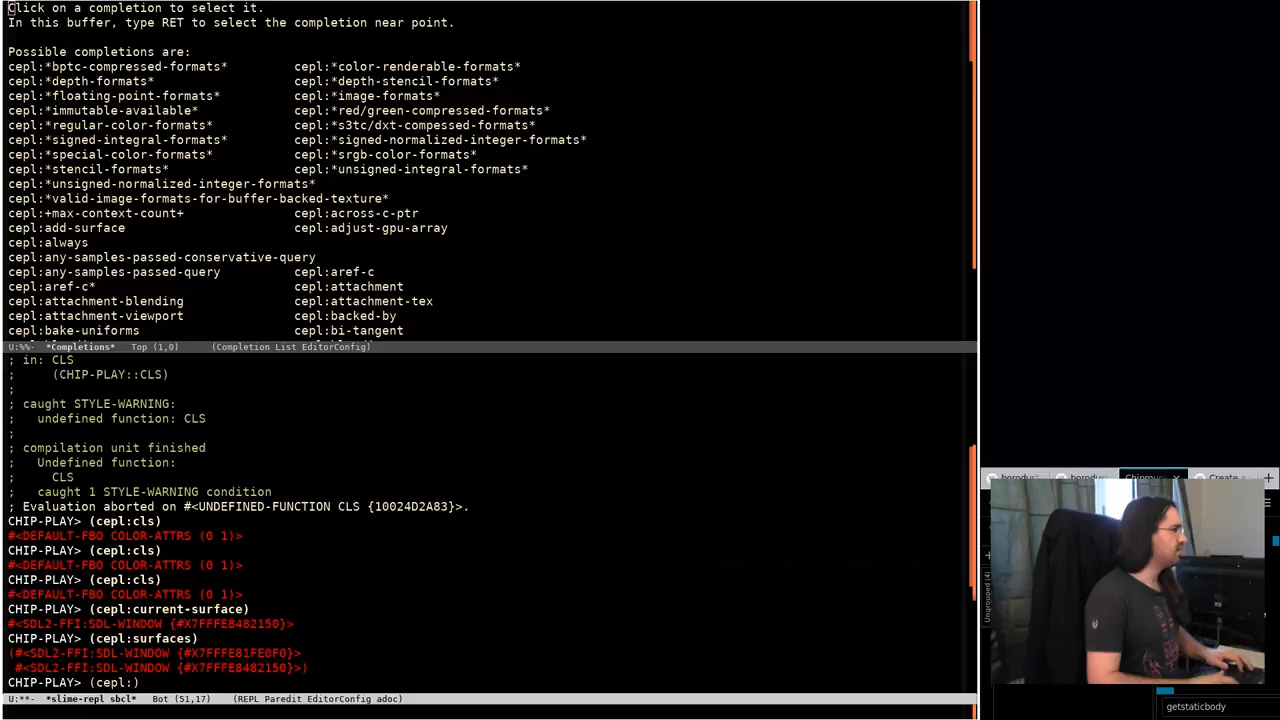 Click on a completion to select it.
In this buffer, type RET to select the completion near point.
Possible completions are:
cepl:*bptc-compressed-formats* cepl:*color-renderable-formats*
cepl:*depth-formats* cepl:*depth-stencil-formats*
cepl:*floating-point-formats* cepl:*image-formats*
cepl:*immutable-available* cepl:*red/green-compressed-formats*
cepl:*regular-color-formats* cepl:*s3tc/dxt-compessed-formats*
cepl:*signed-integral-formats* cepl:*signed-normalized-integer-formats*
cepl:*special-color-formats* cepl:*srgb-color-formats*
cepl:*stencil-formats* cepl:*unsigned-integral-formats*
cepl:*unsigned-normalized-integer-formats*
cepl:*valid-image-formats-for-buffer-backed-texture*
cepl:+max-context-count+ cepl:across-c-ptr
cepl:add-surface cepl:adjust-gpu-array
cepl:always
cepl:any-samples-passed-conservative-query
cepl:any-samples-passed-query cepl:aref-c
cepl:aref-c* cepl:attachment
cepl:attachment-blending cepl:attachment-tex
cepl:attachment-viewport cepl:backed-by
cepl:bake-uniforms cepl:bi-tangent
U:%%- *Completions* Top (1,0) (Completion List EditorConfig)
; in: CLS
; (CHIP-PLAY::CLS)
;
; caught STYLE-WARNING:
; undefined function: CLS
;
; compilation unit finished
; Undefined function:
; CLS
; caught 1 STYLE-WARNING condition
; Evaluation aborted on #<UNDEFINED-FUNCTION CLS {10024D2A83}>.
CHIP-PLAY> (cepl:cls)
#<DEFAULT-FBO COLOR-ATTRS (0 1)>
CHIP-PLAY> (cepl:cls)
#<DEFAULT-FBO COLOR-ATTRS (0 1)>
CHIP-PLAY> (cepl:cls)
#<DEFAULT-FBO COLOR-ATTRS (0 1)>
CHIP-PLAY> (cepl:current-surface)
#<SDL2-FFI:SDL-WINDOW {#X7FFFE8482150}>
CHIP-PLAY> (cepl:surfaces)
(#<SDL2-FFI:SDL-WINDOW {#X7FFFE81FE0F0}>
#<SDL2-FFI:SDL-WINDOW {#X7FFFE8482150}>)
CHIP-PLAY> (cepl:)
U:**- *slime-repl sbcl* Bot (51,17) (REPL Paredit EditorConfig adoc)
Create
Ungrouped (4)
getstaticbody